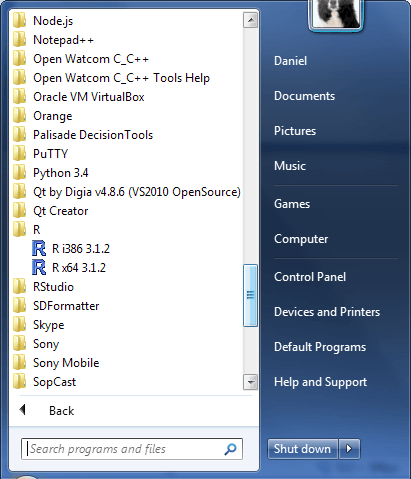 Node.js
Notepad++
Open Watcom C_C++
Open Watcom C_C++ Tools Help
Oracle VM VirtualBox
Orange
Palisade DecisionTools
PuTTY
Python 3.4
Qt by Digia v4.8.6 (VS2010 OpenSource)
Qt Creator
R
R i386 3.1.2
R x64 3.1.2
RStudio
SDFormatter
Skype
Sony
Sony Mobile
SopCast
Back
Search programs and files
Daniel
Documents
Pictures
Music
Games
Computer
Control Panel
Devices and Printers
Default Programs
Help and Support
Shut down